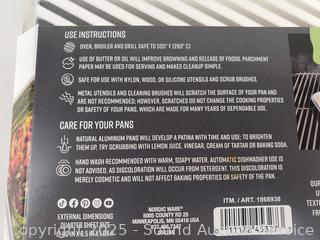 USE INSTRUCTIONS
OVEN, BROILER AND GRILL SAFE TO 500° F (260° C)
USE OF BUTTER OR OIL WILL IMPROVE BROWNING AND RELEASE OF FOODS. PARCHMENT
PAPER MAY BE USED FOR SERVING AND MAKES CLEANUP SIMPLE.
SAFE FOR USE WITH NYLON, WOOD, OR SILICONE UTENSILS AND SCRUB BRUSHES.
METAL UTENSILS AND CLEANING BRUSHES WILL SCRATCH THE SURFACE OF YOUR PAN AND
ARE NOT RECOMMENDED; HOWEVER, SCRATCHES DO NOT CHANGE THE COOKING PROPERTIES
OR SAFETY OF YOUR PANS, WHICH ARE DESIGNED FOR MANY YEARS OF DURABILITY.
CARE FOR YOUR PANS
NATURAL ALUMINUM PANS WILL DEVELOP A PATINA WITH TIME AND USE; TO BRIGHTEN
THEM UP, TRY SCRUBBING WITH LEMON JUICE, VINEGAR, CREAM OF TARTAR OR BAKING SODA.
HAND WASH RECOMMENDED WITH WARM, SOAPY WATER. AUTOMATIC DISHWASHER USE IS
NOT ADVISED, AS DISCOLORATION WILL OCCUR FROM DETERGENT. THIS DISCOLORATION IS
MERELY COSMETIC AND WILL NOT AFFECT BAKING PROPERTIES OR SAFETY OF THE PAN.
EXTERNAL DIMENSIONS
QUARTER SHEET SIZE
NORDIC WARE®
5005 COUNTY RD 25
MINNEAPOLIS, MN 55416 USA
ITM. / ART. 1868938
DU
USE
TEXT
FR